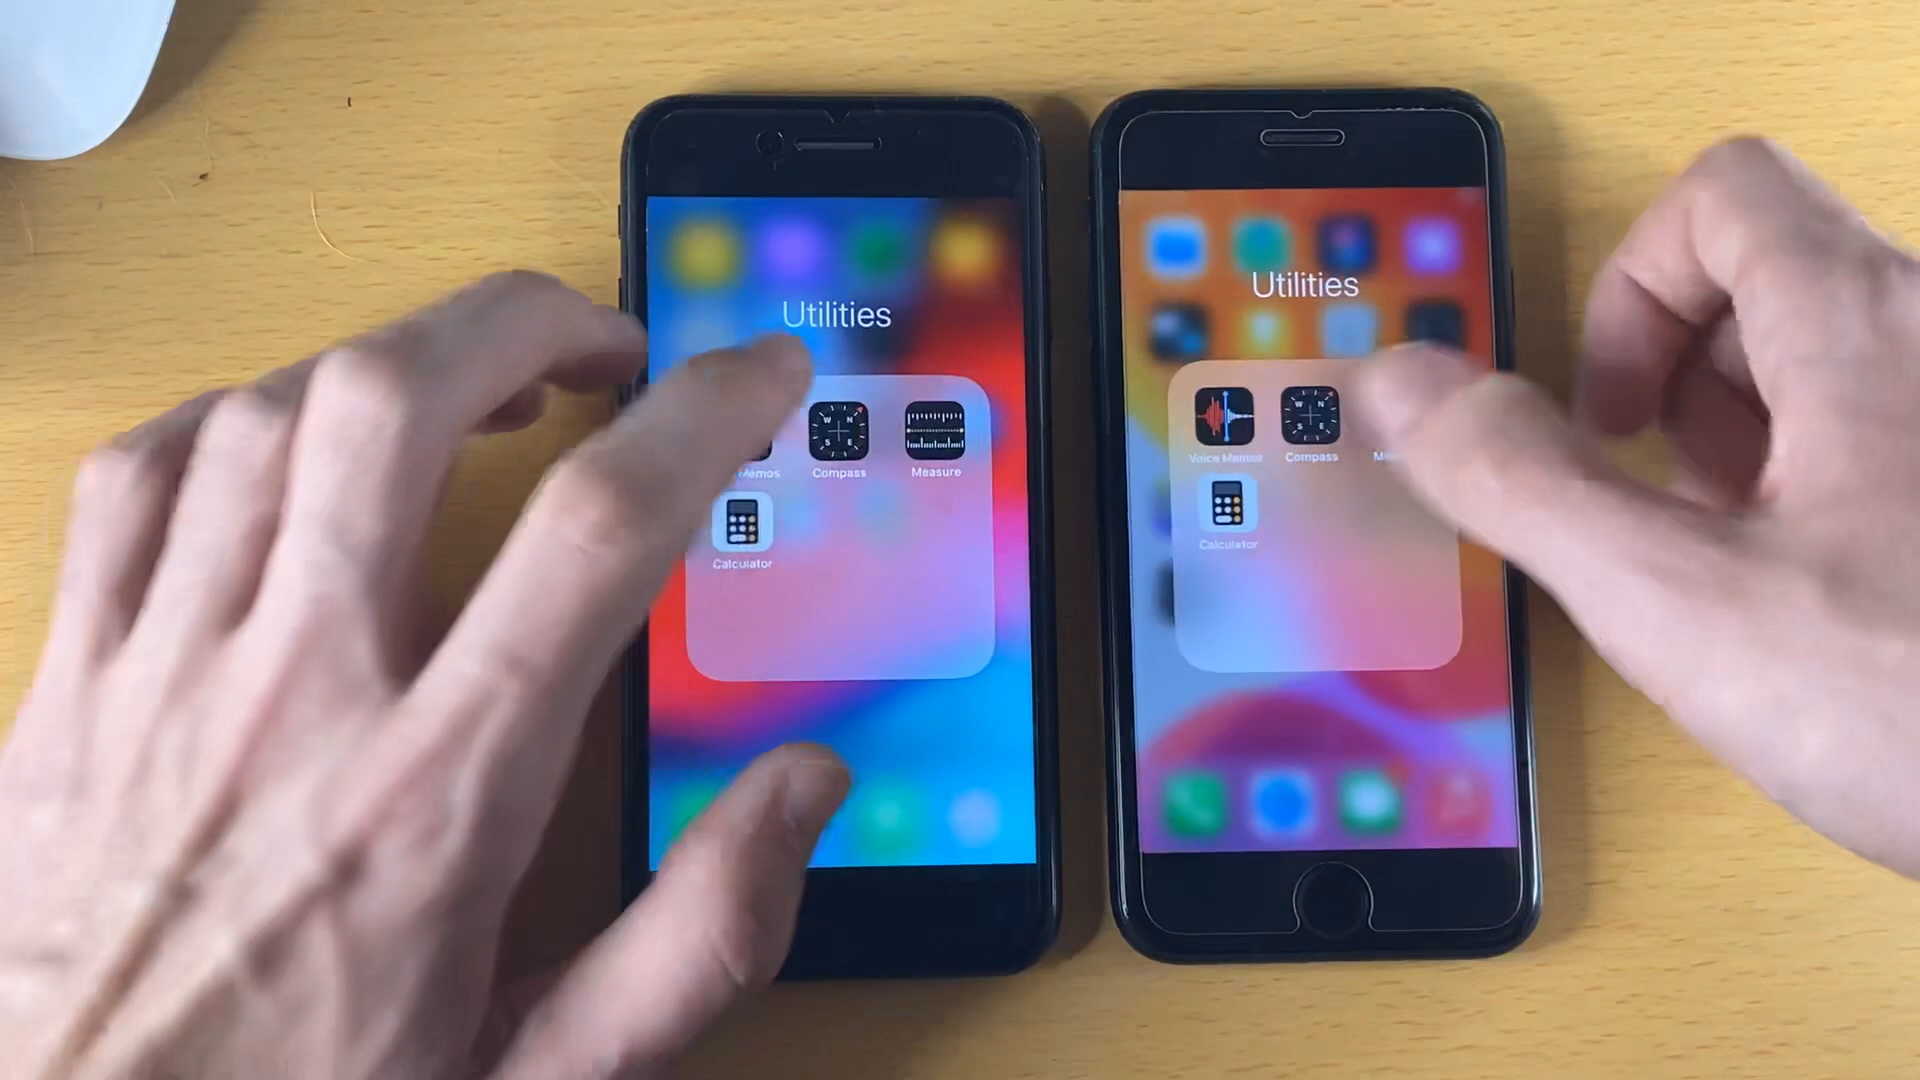 Utilities
Memos
Compass
Measure
Calculator
Utilities
Voice Memos
Compass
Calculator